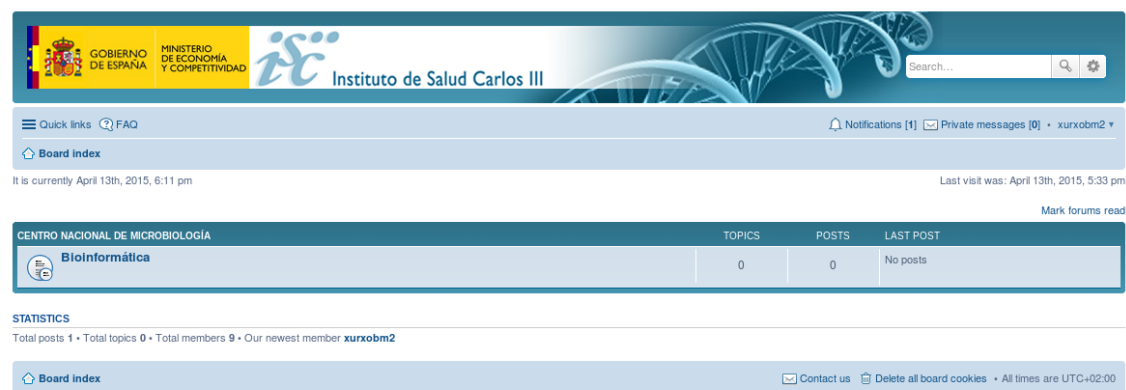 GOBIERNO
DE ESPAÑA
MINISTERIO
DE ECONOMÍA
Y COMPETITIVIDAD
isc
Instituto de Salud Carlos III
Search…
Quick links FAQ
Notifications [1] Private messages [0] • xurxobm2
Board index
It is currently April 13th, 2015, 6:11 pm
Last visit was: April 13th, 2015, 5:33 pm
Mark forums read
CENTRO NACIONAL DE MICROBIOLOGÍA TOPICS POSTS LAST POST
Bioinformática 0 0 No posts
STATISTICS
Total posts 1 • Total topics 0 • Total members 9 • Our newest member xurxobm2
Board index Contact us Delete all board cookies • All times are UTC+02:00